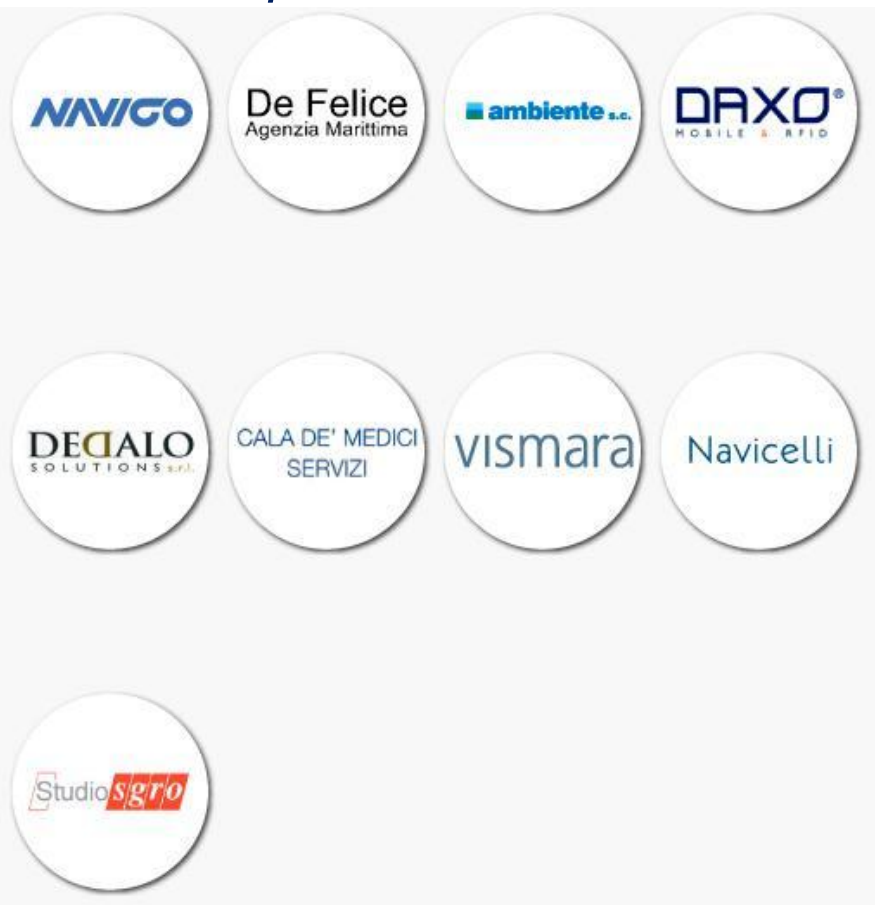 NAVIGO
De Felice
Agenzia Marittima
ambiente s.c.
DAXO®
MOBILE & RFID
DEDALO
SOLUTIONS s.r.l.
CALA DE' MEDICI
SERVIZI
vismara
Navicelli
Studio sgro